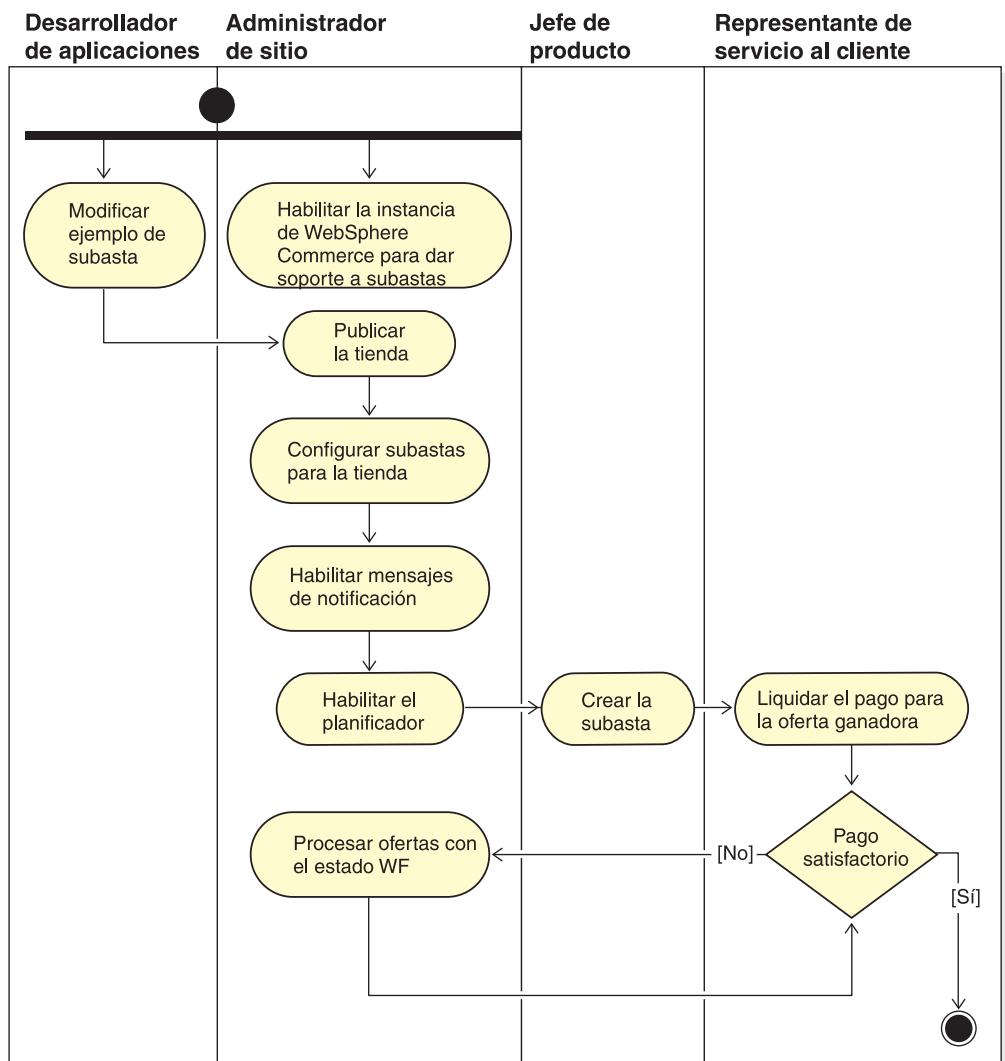 Desarrollador
de aplicaciones
Administrador
de sitio
Jefe de
producto
Representante de
servicio al cliente
Modificar
ejemplo de
subasta
Habilitar la instancia
de WebSphere
Commerce para dar
soporte a subastas
Publicar
la tienda
Configurar subastas
para la tienda
Habilitar mensajes
de notificación
Habilitar el
planificador
Crear la
subasta
Liquidar el pago para
la oferta ganadora
Procesar ofertas con
el estado WF
[No]
Pago
satisfactorio
[Sí]